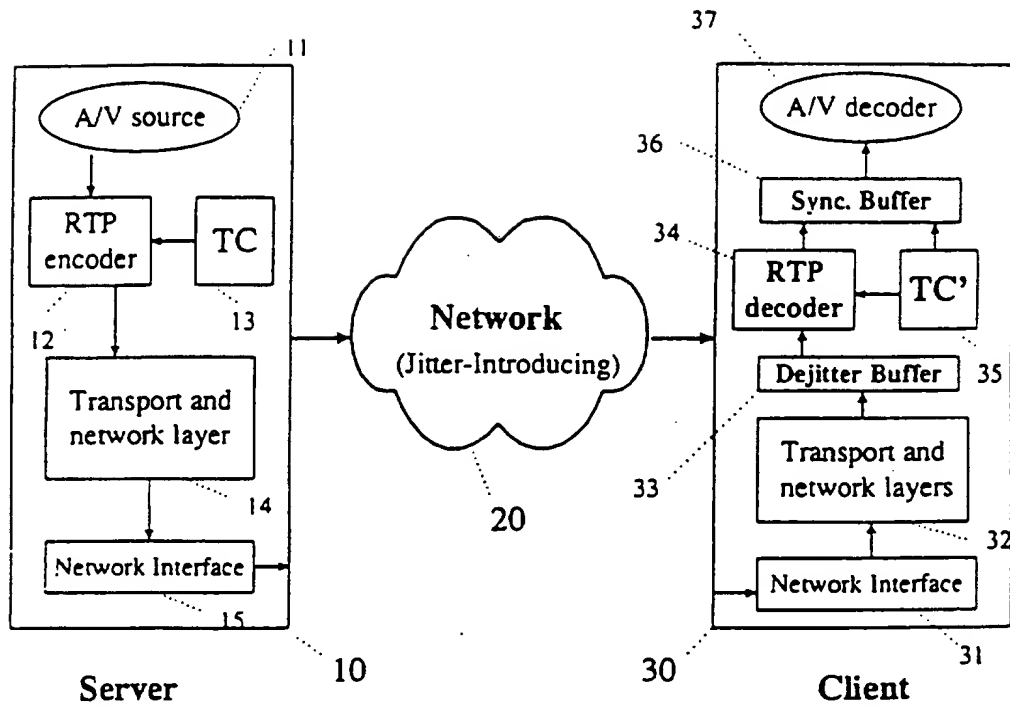 11
A/V source
RTP
encoder
TC
12
13
Transport and
network layer
14
Network Interface
15
10
Server
Network
(Jitter-Introducing)
20
37
A/V decoder
36
Sync. Buffer
34
RTP
decoder
TC'
35
Dejitter Buffer
33
Transport and
network layers
32
Network Interface
31
30
Client